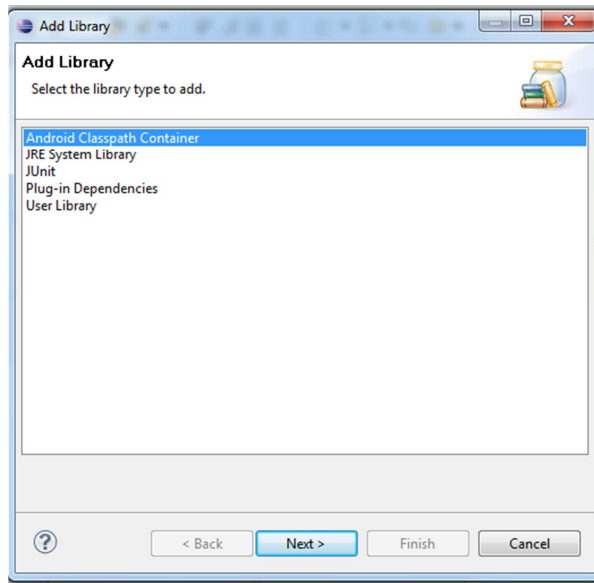 Add Library
Add Library
Select the library type to add.
Android Classpath Container
JRE System Library
JUnit
Plug-in Dependencies
User Library
?
< Back
Next >
Finish
Cancel